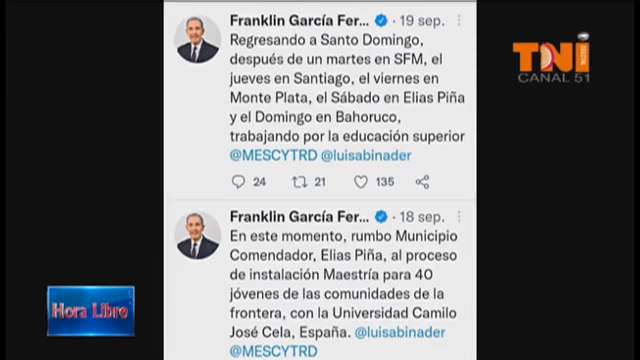 Franklin García Fer... · 19 sep.
Regresando a Santo Domingo,
después de un martes en SFM, el
jueves en Santiago, el viernes en
Monte Plata, el Sábado en Elias Piña
y el Domingo en Bahoruco,
trabajando por la educación superior
@MESCYTRD @luisabinader
24 21 135
Franklin García Fer... · 18 sep.
En este momento, rumbo Municipio
Comendador, Elias Piña, al proceso
de instalación Maestría para 40
jóvenes de las comunidades de la
frontera, con la Universidad Camilo
José Cela, España. @luisabinader
@MESCYTRD
TNI
CANAL 51
Hora Libre